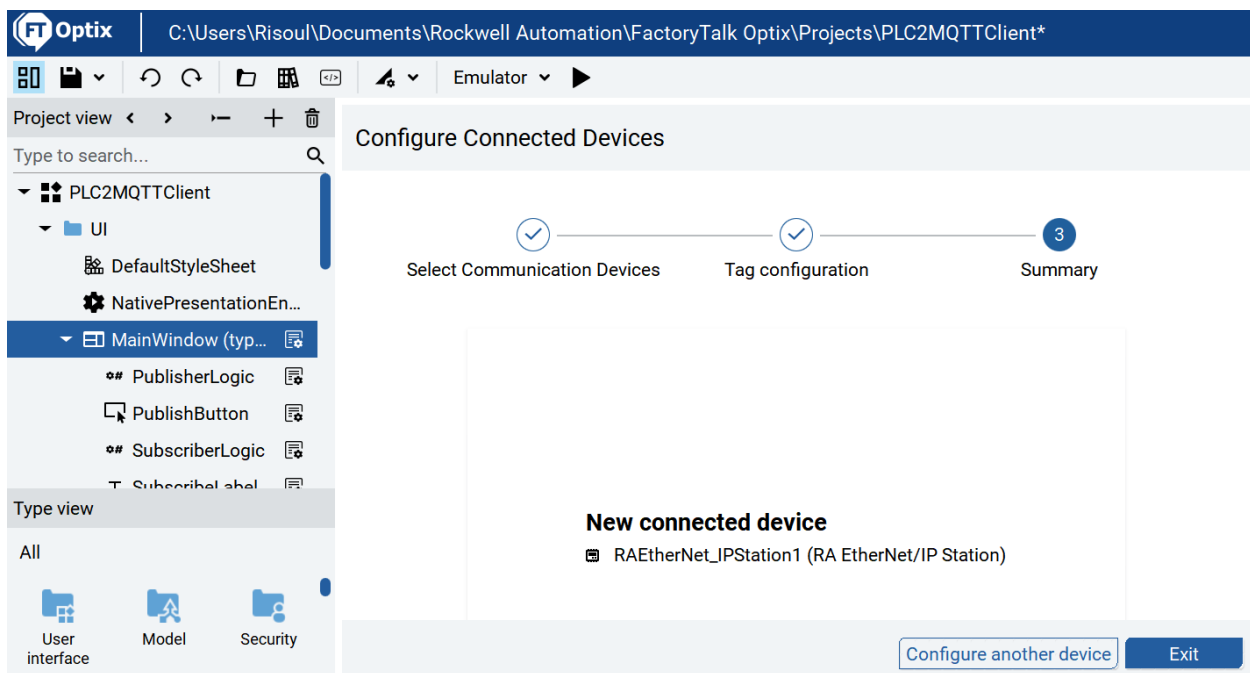 FT Optix
C:\Users\Risoul\Documents\Rockwell Automation\FactoryTalk Optix\Projects\PLC2MQTTClient*
Emulator
Project view
Type to search...
PLC2MQTTClient
UI
DefaultStyleSheet
NativePresentationEn...
MainWindow (typ...
PublisherLogic
PublishButton
SubscriberLogic
SubscribeLabel
Type view
All
User interface
Model
Security
Configure Connected Devices
3
Select Communication Devices
Tag configuration
Summary
New connected device
RAEtherNet_IPStation1 (RA EtherNet/IP Station)
Configure another device
Exit